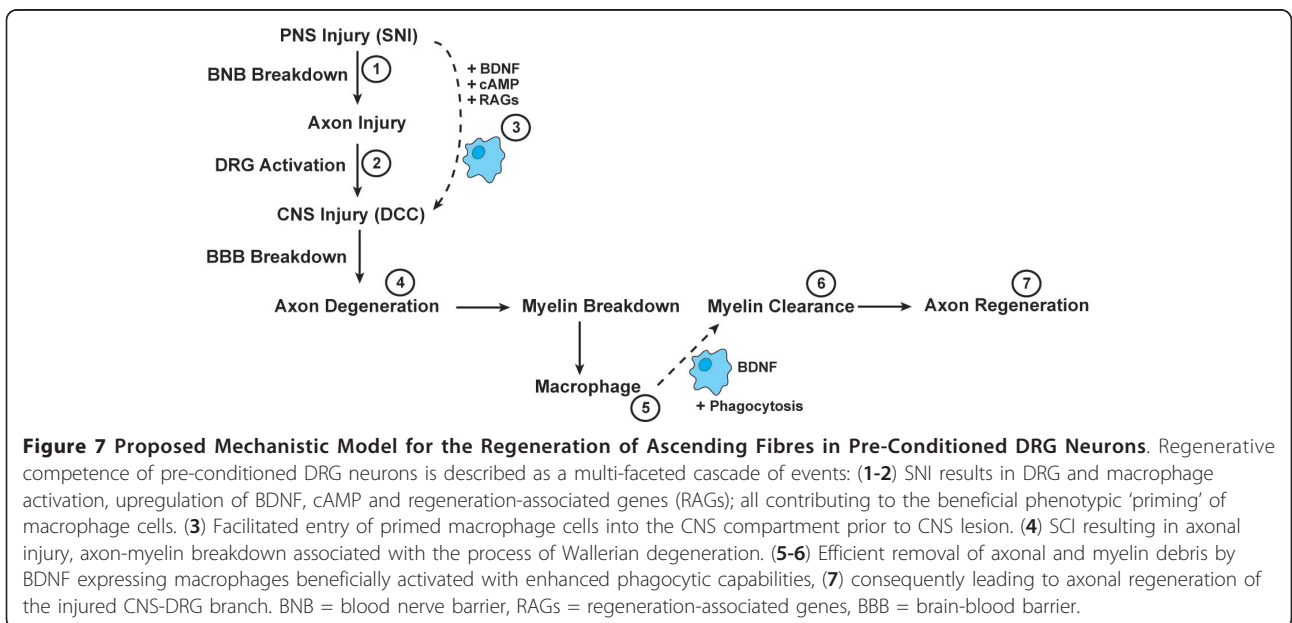 PNS Injury (SNI)
BNB Breakdown
1
+ BDNF
+ cAMP
+ RAGs
3
Axon Injury
DRG Activation
2
CNS Injury (DCC)
BBB Breakdown
4
6
7
Axon Degeneration
Myelin Breakdown
Myelin Clearance
Axon Regeneration
BDNF
Macrophage
5
+ Phagocytosis
Figure 7 Proposed Mechanistic Model for the Regeneration of Ascending Fibres in Pre-Conditioned DRG Neurons. Regenerative
competence of pre-conditioned DRG neurons is described as a multi-faceted cascade of events: (1-2) SNI results in DRG and macrophage
activation, upregulation of BDNF, cAMP and regeneration-associated genes (RAGs); all contributing to the beneficial phenotypic ‘priming’ of
macrophage cells. (3) Facilitated entry of primed macrophage cells into the CNS compartment prior to CNS lesion. (4) SCI resulting in axonal
injury, axon-myelin breakdown associated with the process of Wallerian degeneration. (5-6) Efficient removal of axonal and myelin debris by
BDNF expressing macrophages beneficially activated with enhanced phagocytic capabilities, (7) consequently leading to axonal regeneration of
the injured CNS-DRG branch. BNB = blood nerve barrier, RAGs = regeneration-associated genes, BBB = brain-blood barrier.